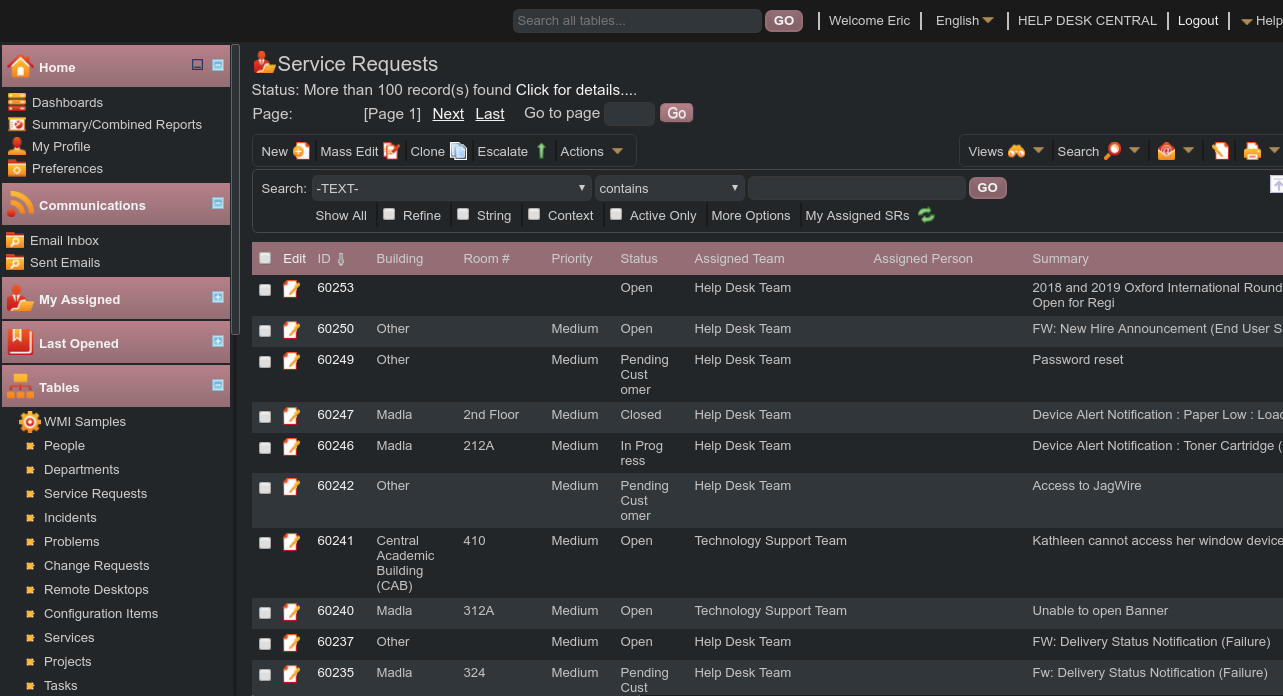 Search all tables... GO Welcome Eric English HELP DESK CENTRAL Logout Help
Home
Dashboards
Summary/Combined Reports
My Profile
Preferences
Communications
Email Inbox
Sent Emails
My Assigned
Last Opened
Tables
WMI Samples
People
Departments
Service Requests
Incidents
Problems
Change Requests
Remote Desktops
Configuration Items
Services
Projects
Tasks
Service Requests
Status: More than 100 record(s) found Click for details....
Page: [Page 1] Next Last Go to page Go
New Mass Edit Clone Escalate Actions Views Search
Search: -TEXT- contains GO
Show All Refine String Context Active Only More Options My Assigned SRs
Edit ID Building Room # Priority Status Assigned Team Assigned Person Summary
60253 Open Help Desk Team 2018 and 2019 Oxford International Round
Open for Regi
60250 Other Medium Open Help Desk Team FW: New Hire Announcement (End User S
60249 Other Medium Pending Help Desk Team Password reset
Cust
omer
60247 Madla 2nd Floor Medium Closed Help Desk Team Device Alert Notification : Paper Low : Loac
60246 Madla 212A Medium In Prog Help Desk Team Device Alert Notification : Toner Cartridge (
ress
60242 Other Medium Pending Help Desk Team Access to JagWire
Cust
omer
60241 Central 410 Medium Open Technology Support Team Kathleen cannot access her window device
Academic
Building
(CAB)
60240 Madla 312A Medium Open Technology Support Team Unable to open Banner
60237 Other Medium Open Help Desk Team FW: Delivery Status Notification (Failure)
60235 Madla 324 Medium Pending Help Desk Team Fw: Delivery Status Notification (Failure)
Cust